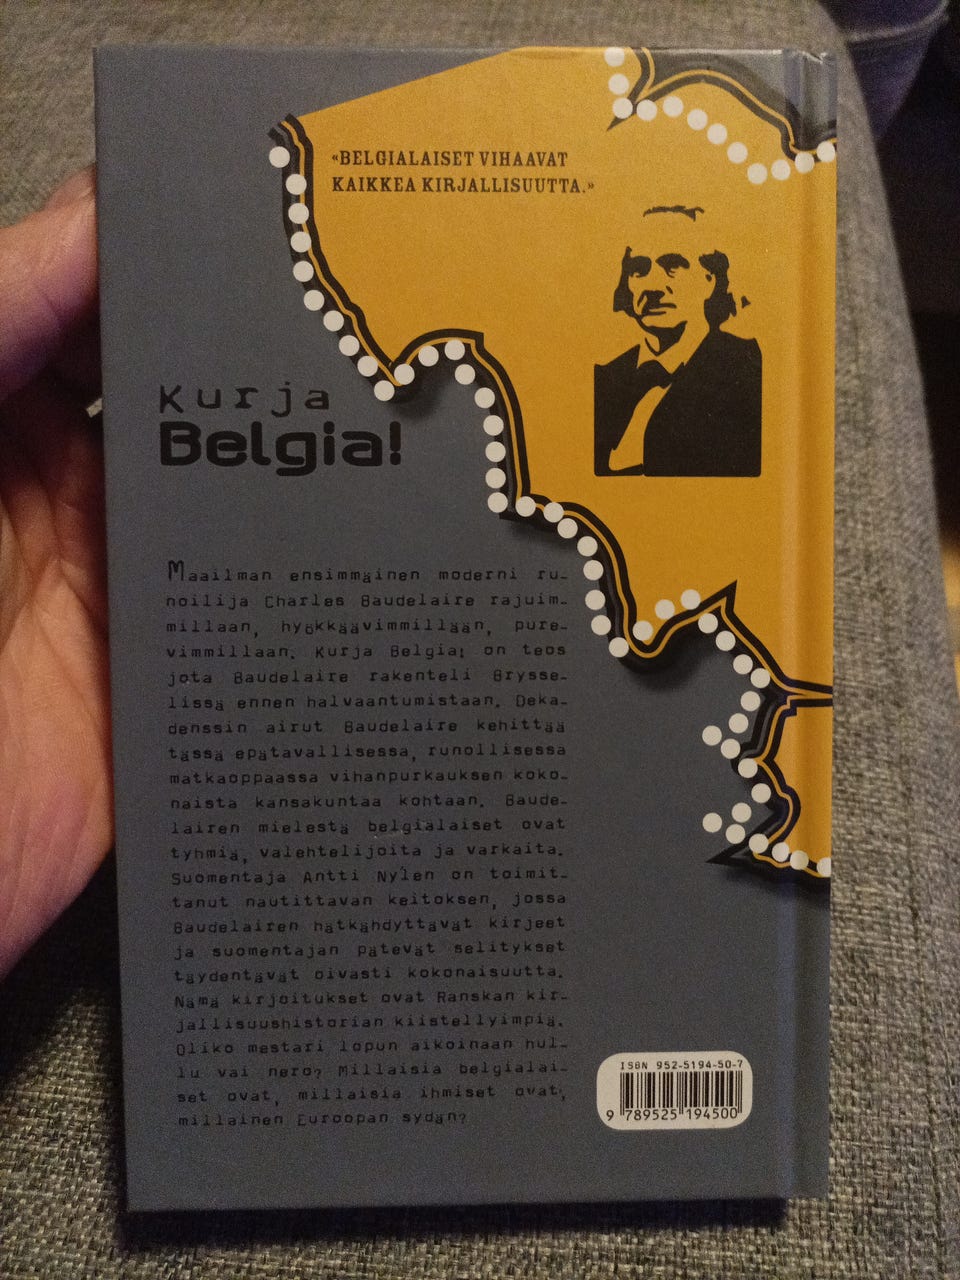 «BELGIALAISET VIHAAVAT
KAIKKEA KIRJALLISUUTTA.»
Kurja
Belgia!
Maailman ensimmäinen moderni ru-
noilija Charles Baudelaire rajuim-
millaan, hyökkäävimmillään, pure-
vimmillaan. Kurja Belgia! on teos
jota Baudelaire rakenteli Brysse-
lissä ennen halvaantumistaan. Deka-
denssin airut Baudelaire kehittää
tässä epätavallisessa, runollisessa
matkaoppaassa vihanpurkauksen koko-
naista kansakuntaa kohtaan. Baude-
lairen mielestä belgialaiset ovat
tyhmiä, valehtelijoita ja varkaita.
Suomentaja Antti Nylén on toimit-
tanut nautittavan keitoksen, jossa
Baudelairen hätkähdyttävät kirjeet
ja suomentajan pätevät selitykset
täydentävät oivasti kokonaisuutta.
Nämä kirjoitukset ovat Ranskan kir-
jallisuushistorian kiistellyimpiä.
Oliko mestari lopun aikoinaan hul-
lu vai nero? Millaisia belgialai-
set ovat, millaisia ihmiset ovat,
millainen Euroopan sydän?
ISBN 952-5194-50-7
9 789525 194500